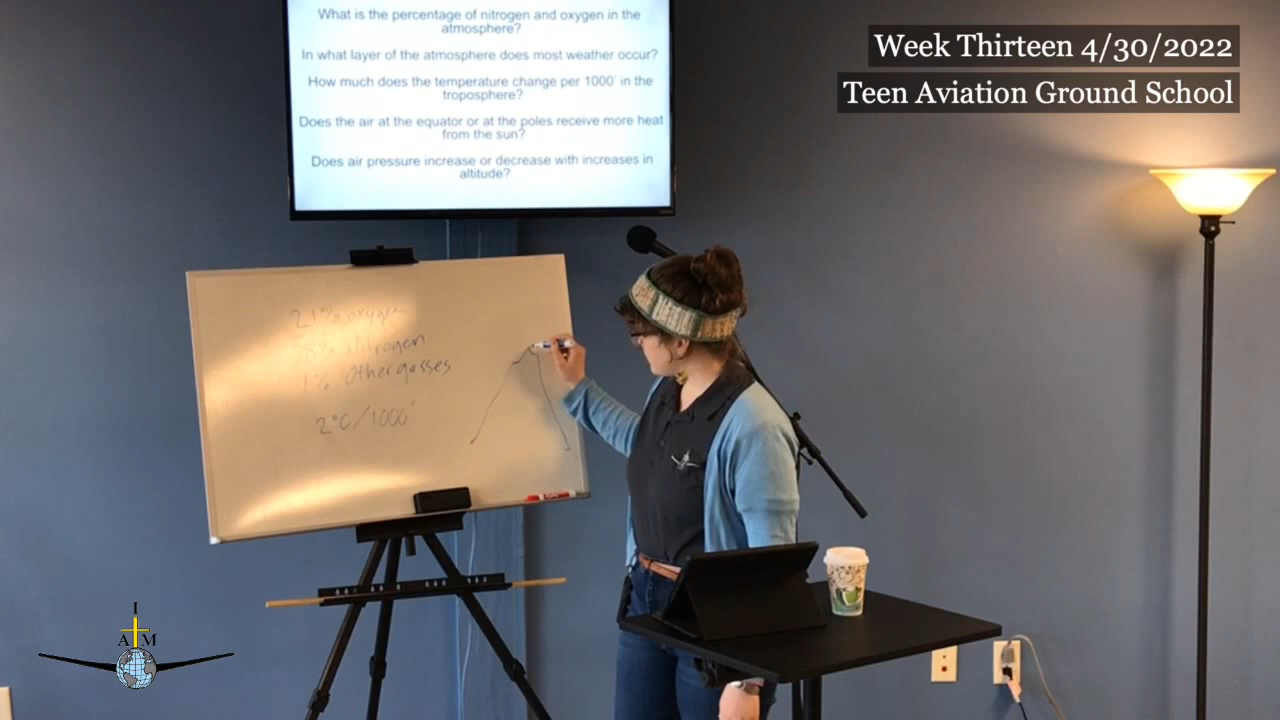 What is the percentage of nitrogen and oxygen in the
atmosphere?
In what layer of the atmosphere does most weather occur?
How much does the temperature change per 1000' in the
troposphere?
Does the air at the equator or at the poles receive more heat
from the sun?
Does air pressure increase or decrease with increases in
altitude?
Week Thirteen 4/30/2022
Teen Aviation Ground School
21% oxygen
8% Nitrogen
1% Other gasses
2°C/1000'
I
A M